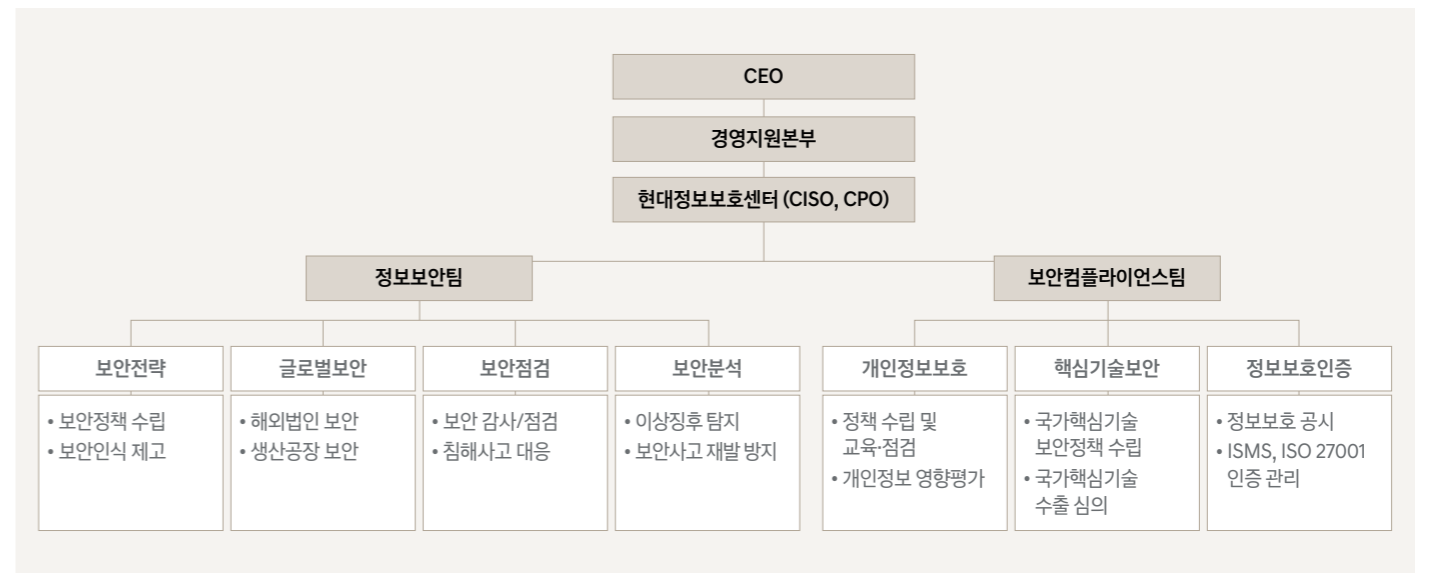 CEO
경영지원본부
현대정보보호센터 (CISO, CPO)
정보보안팀
보안컴플라이언스팀
보안전략
글로벌보안
보안점검
보안분석
개인정보보호
핵심기술보안
정보보호인증
• 보안정책 수립
• 보안인식 제고
• 해외법인 보안
• 생산공장 보안
• 보안 감사/점검
• 침해사고 대응
• 이상징후 탐지
• 보안사고 재발 방지
• 정책 수립 및
교육·점검
• 개인정보 영향평가
• 국가핵심기술
보안정책 수립
• 국가핵심기술
수출 심의
• 정보보호 공시
• ISMS, ISO 27001
인증 관리